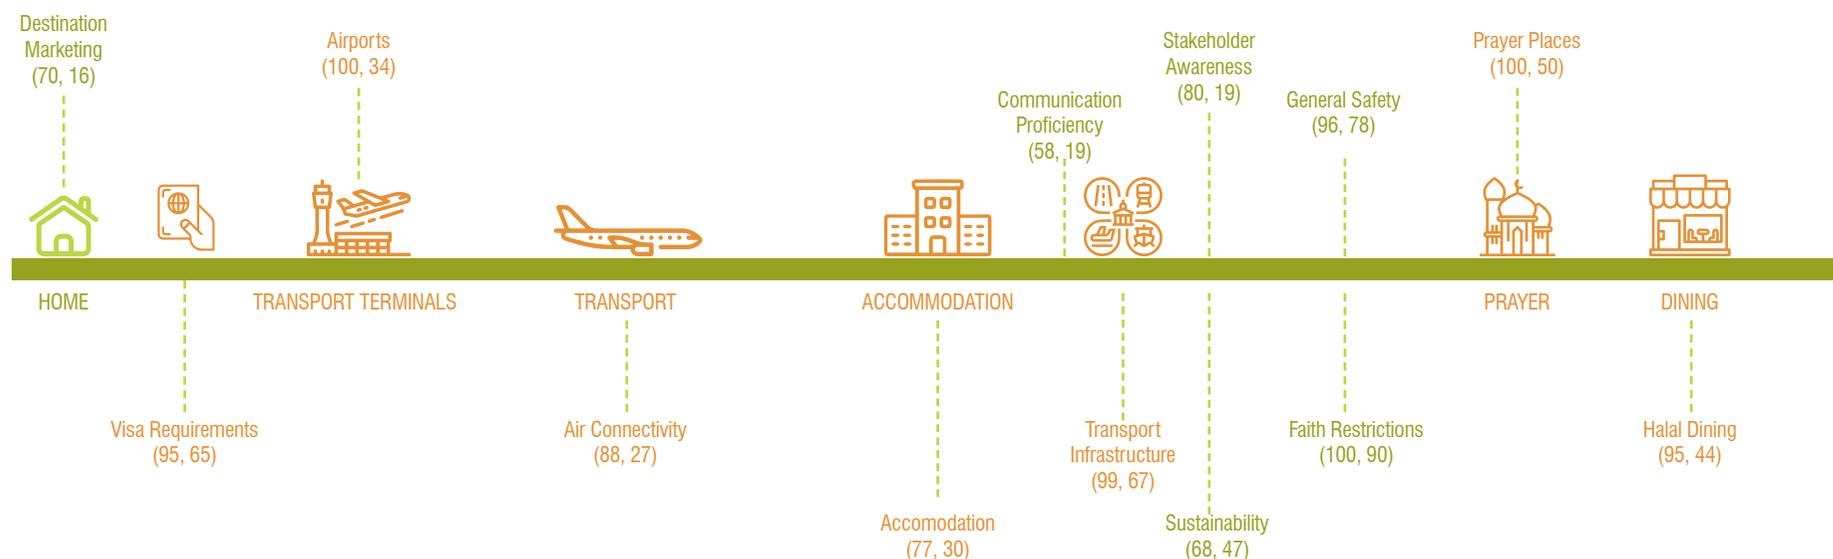 Destination
Marketing
(70, 16)
Airports
(100, 34)
Communication
Proficiency
(58, 19)
Stakeholder
Awareness
(80, 19)
General Safety
(96, 78)
Prayer Places
(100, 50)
HOME
TRANSPORT TERMINALS
TRANSPORT
ACCOMMODATION
PRAYER
DINING
Visa Requirements
(95, 65)
Air Connectivity
(88, 27)
Accomodation
(77, 30)
Transport
Infrastructure
(99, 67)
Sustainability
(68, 47)
Faith Restrictions
(100, 90)
Halal Dining
(95, 44)